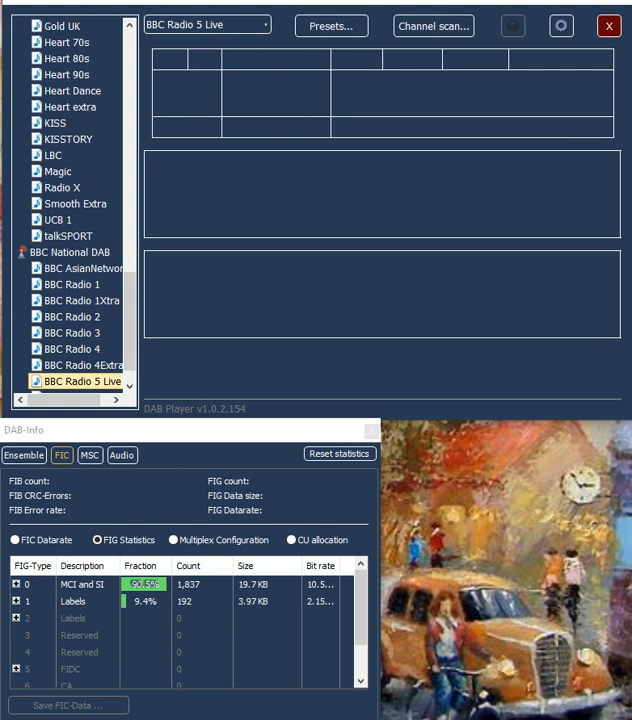 BBC Radio 5 Live
Presets...
Channel scan...
X
Gold UK
Heart 70s
Heart 80s
Heart 90s
Heart Dance
Heart extra
KISS
KISSTORY
LBC
Magic
Radio X
Smooth Extra
UCB 1
talkSPORT
BBC National DAB
BBC AsianNetwor
BBC Radio 1
BBC Radio 1Xtra
BBC Radio 2
BBC Radio 3
BBC Radio 4
BBC Radio 4Extra
BBC Radio 5 Live
DAB Player v1.0.2.154
DAB-Info
Ensemble FIC MSC Audio Reset statistics
FIB count: FIG count:
FIB CRC-Errors: FIG Data size:
FIB Error rate: FIG Datarate:
FIC Datarate FIG Statistics Multiplex Configuration CU allocation
FIG-Type Description Fraction Count Size Bit rate
0 MCI and SI 90.5% 1,837 19.7 KB 10.5...
1 Labels 9.4% 192 3.97 KB 2.15...
2 Labels 0
3 Reserved 0
4 Reserved 0
5 FIDC 0
6 CA 0
Save FIC-Data ...